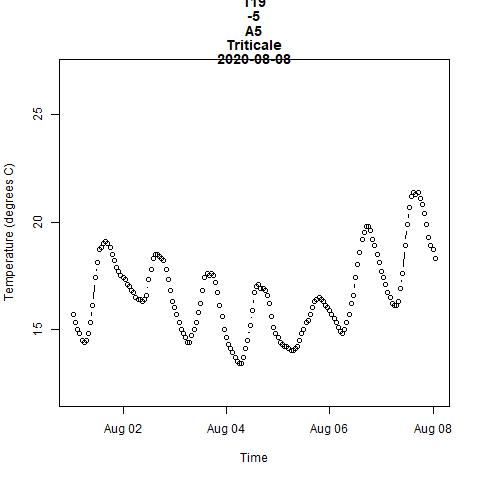 T19
-5
A5
Triticale
2020-08-08
Temperature (degrees C)
25
20
15
Aug 02
Aug 04
Aug 06
Aug 08
Time